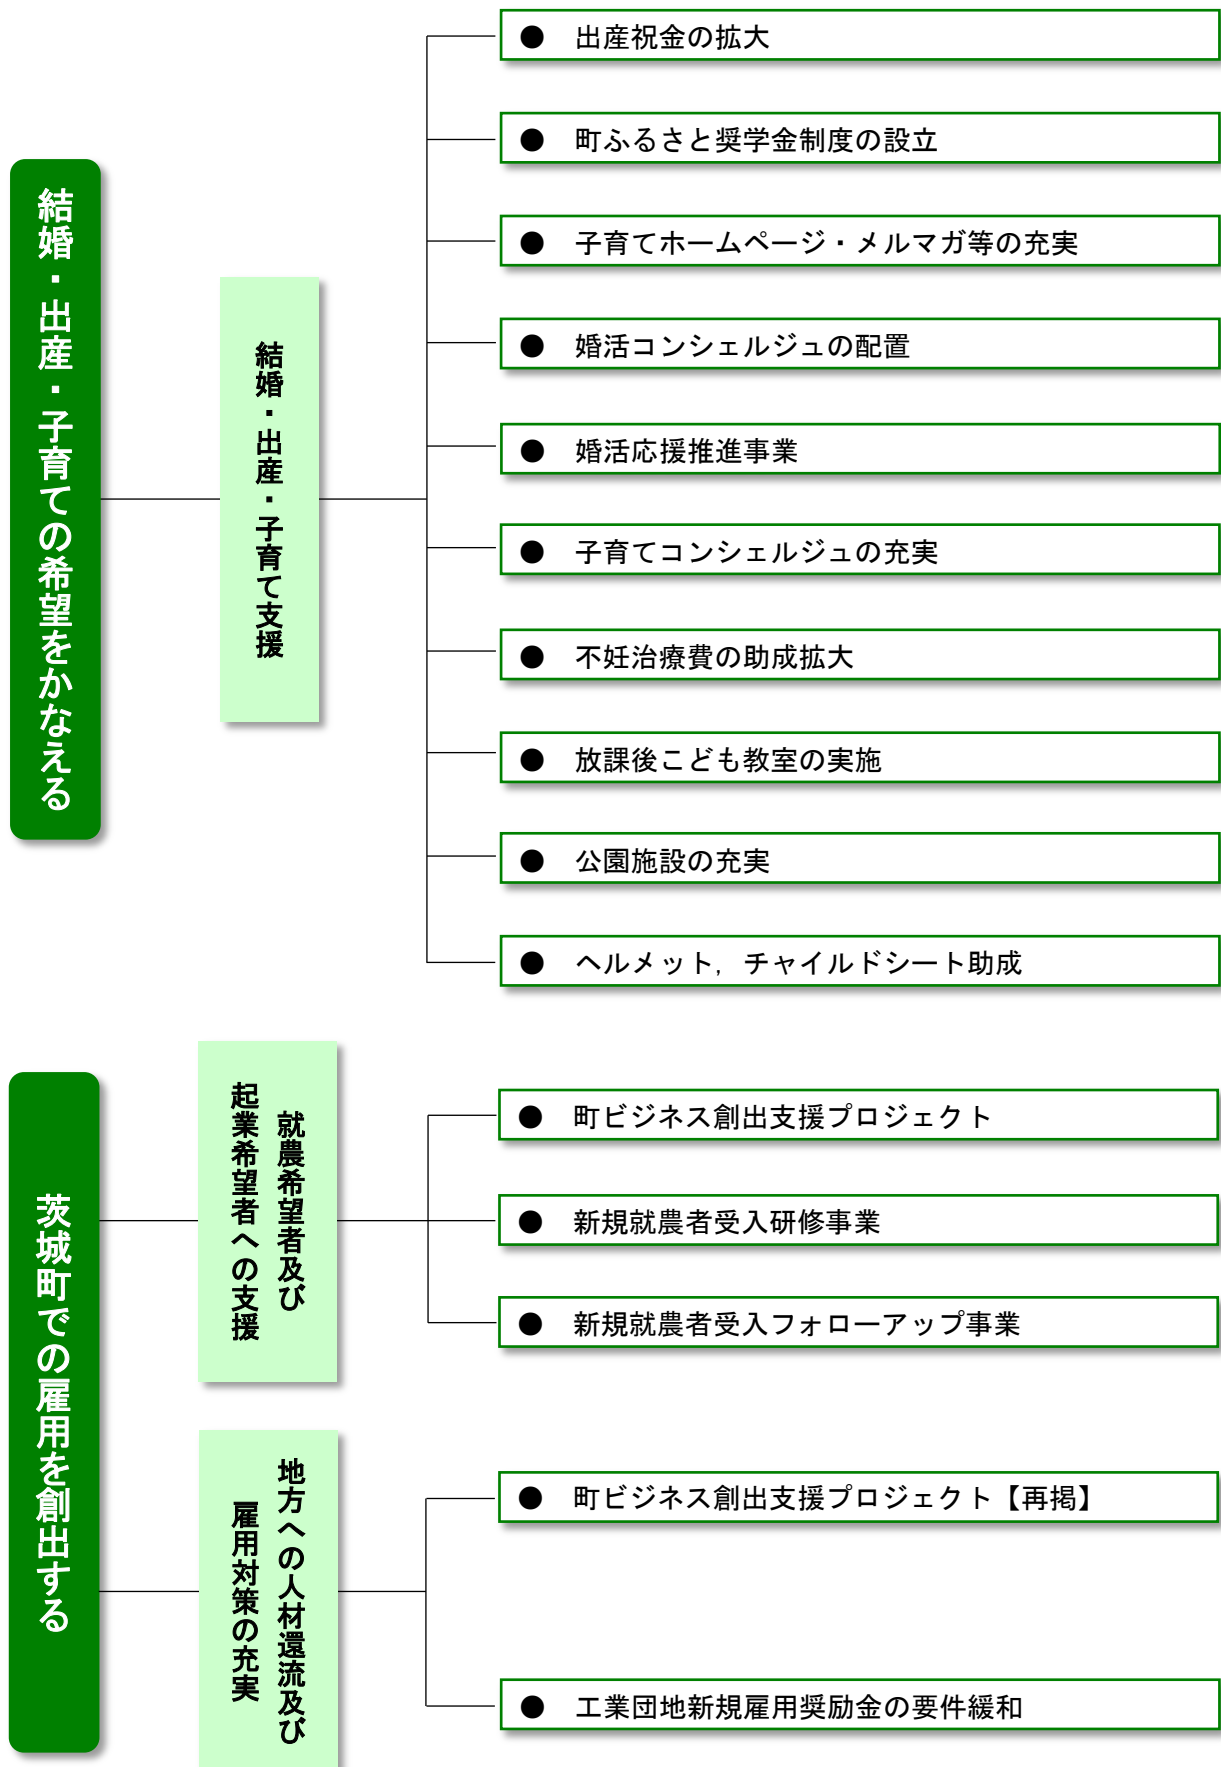 結婚・出産・子育ての希望をかなえる
結婚・出産・子育て支援
● 出産祝金の拡大
● 町ふるさと奨学金制度の設立
● 子育てホームページ・メルマガ等の充実
● 婚活コンシェルジュの配置
● 婚活応援推進事業
● 子育てコンシェルジュの充実
● 不妊治療費の助成拡大
● 放課後こども教室の実施
● 公園施設の充実
● ヘルメット，チャイルドシート助成
茨城町での雇用を創出する
就農希望者及び
起業希望者への支援
● 町ビジネス創出支援プロジェクト
● 新規就農者受入研修事業
● 新規就農者受入フォローアップ事業
地方への人材還流及び
雇用対策の充実
● 町ビジネス創出支援プロジェクト【再掲】
● 工業団地新規雇用奨励金の要件緩和